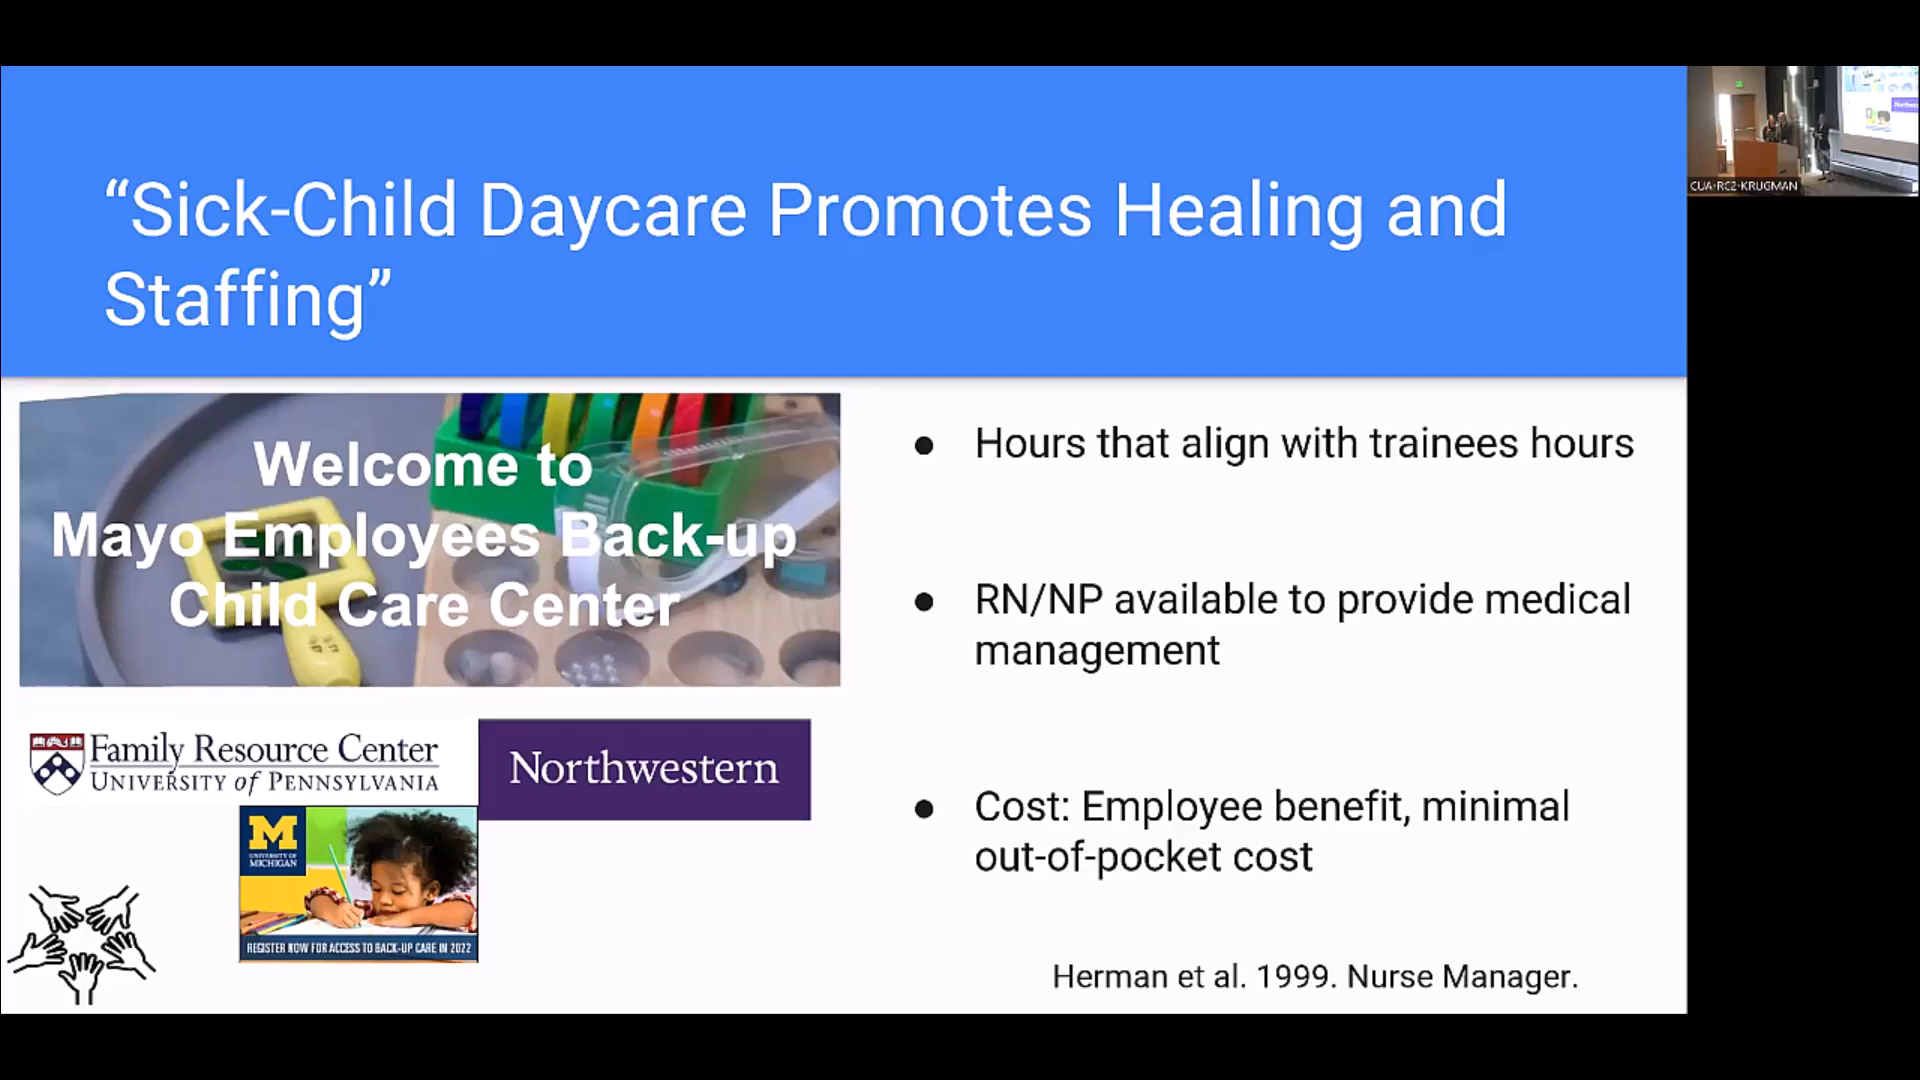 “Sick-Child Daycare Promotes Healing and
Staffing”
CUA-RC2-KRUGMAN
Welcome to
Mayo Employees Back-up
Child Care Center
● Hours that align with trainees hours
● RN/NP available to provide medical
management
● Cost: Employee benefit, minimal
out-of-pocket cost
Family Resource Center
UNIVERSITY of PENNSYLVANIA
Northwestern
M
UNIVERSITY OF
MICHIGAN
REGISTER NOW FOR ACCESS TO BACK-UP CARE IN 2022
Herman et al. 1999. Nurse Manager.